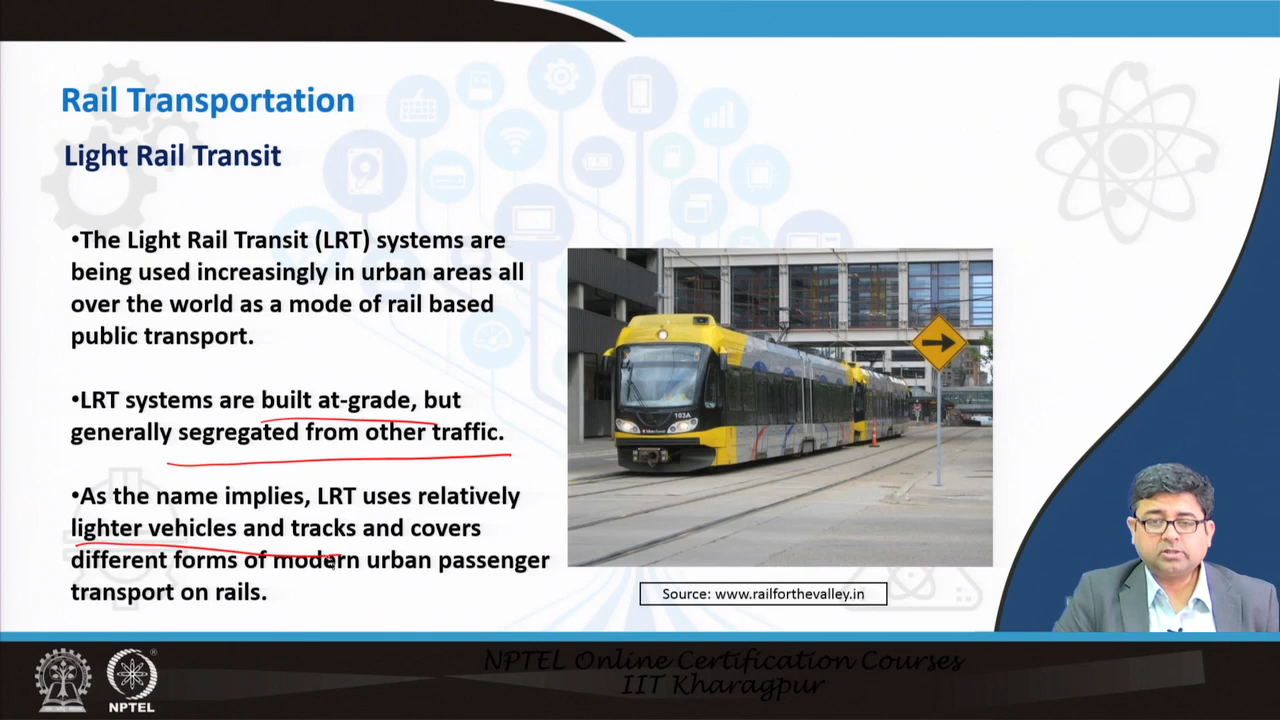 Rail Transportation
Light Rail Transit
•The Light Rail Transit (LRT) systems are
being used increasingly in urban areas all
over the world as a mode of rail based
public transport.
•LRT systems are built at-grade, but
generally segregated from other traffic.
•As the name implies, LRT uses relatively
lighter vehicles and tracks and covers
different forms of modern urban passenger
transport on rails.
103A
Source: www.railforthevalley.in
NPTEL Online Certification Courses
IIT Kharagpur
NPTEL